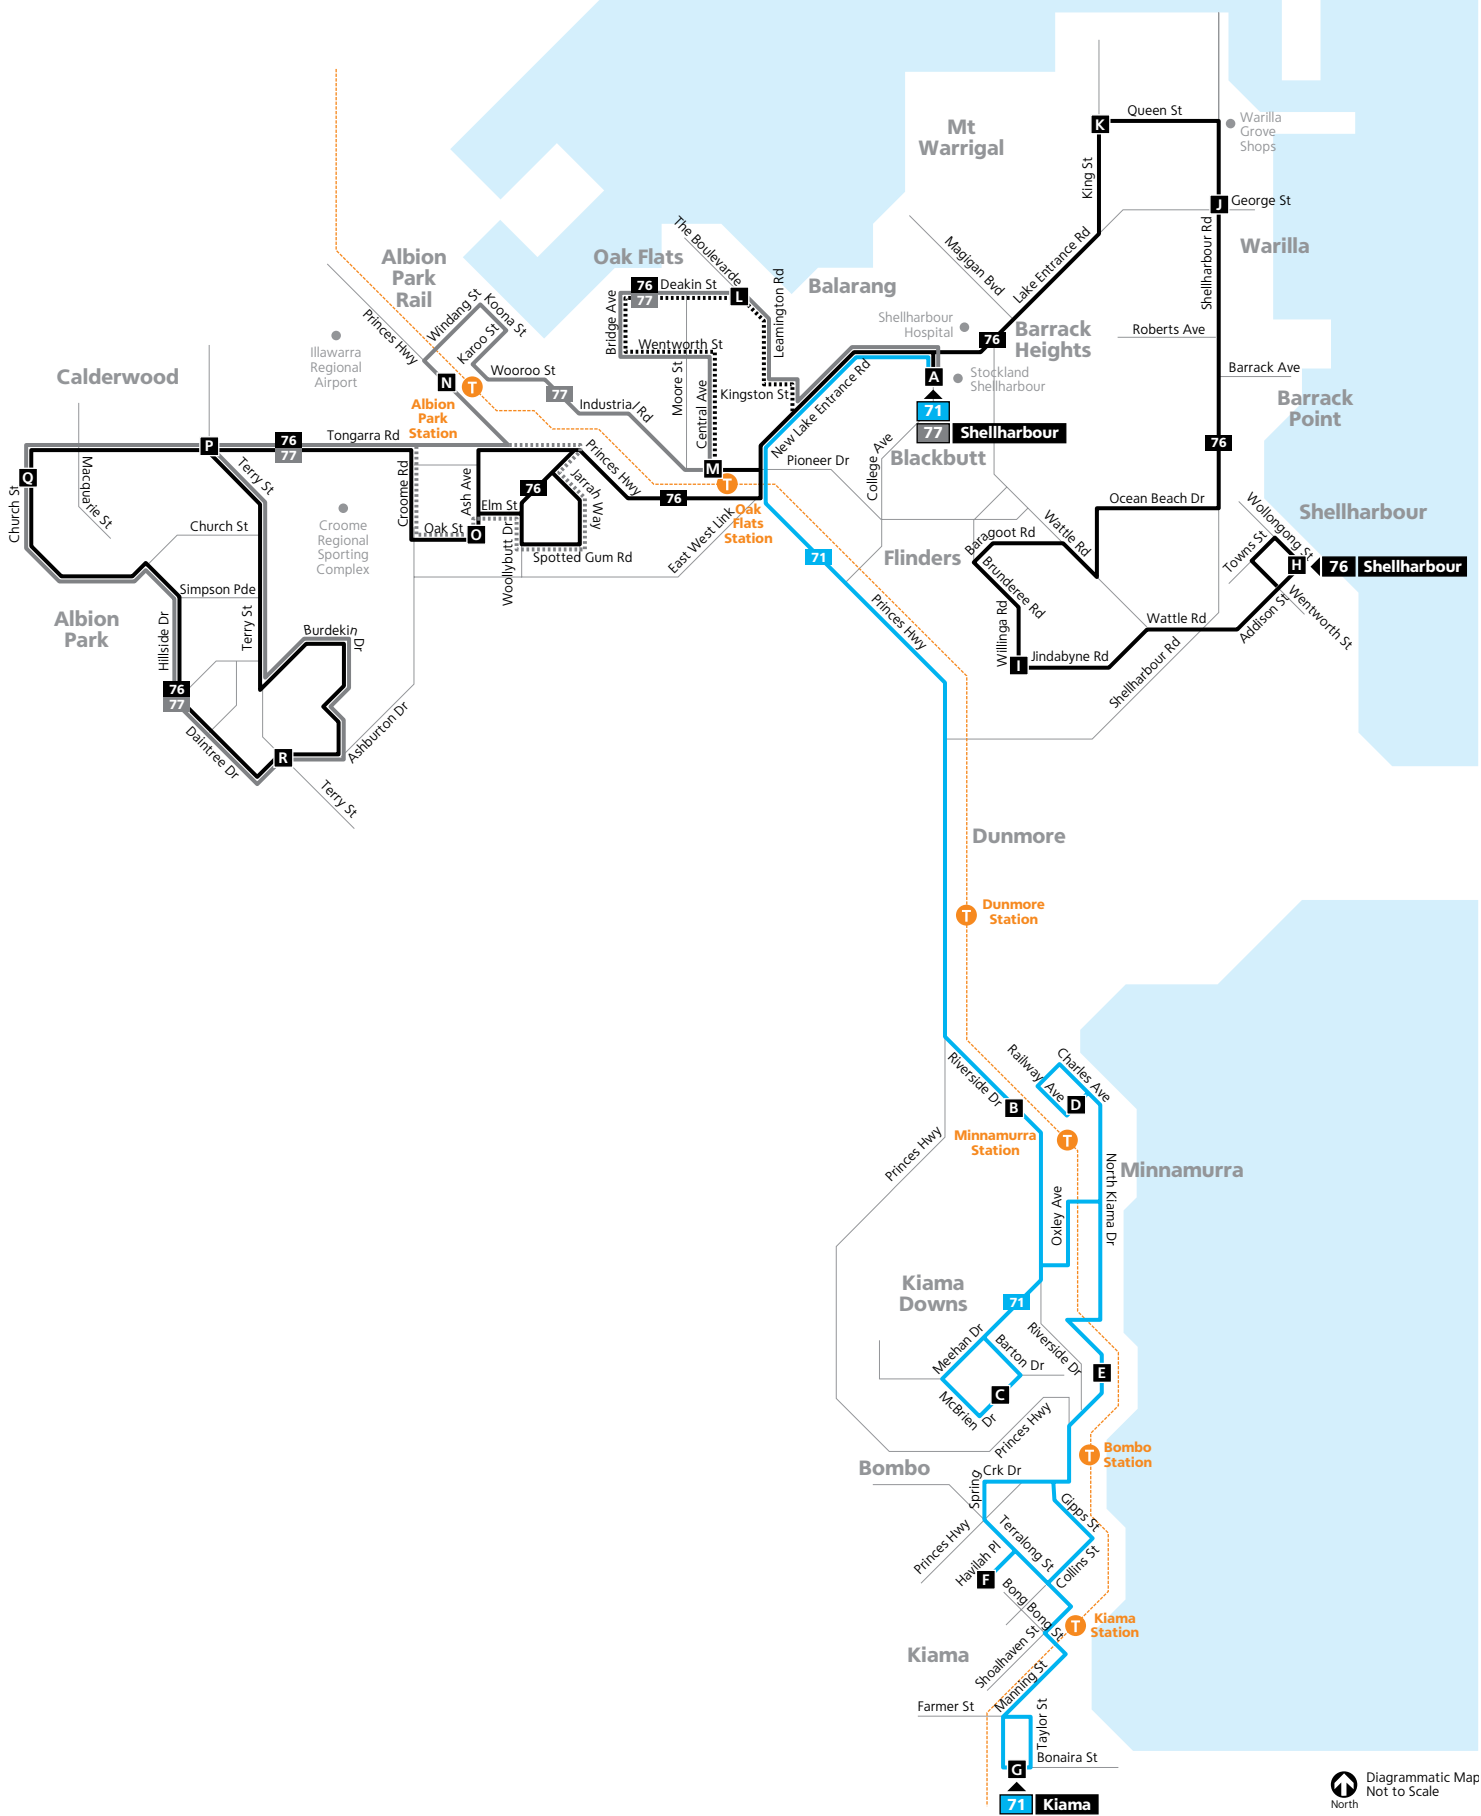 K
Queen St
Warilla
Grove
Shops
Mt
Warrigal
King St
J
George St
Warilla
Shellharbour Rd
Lake Entrance Rd
Magigan Bvd
Albion
Park
Rail
Oak Flats
The Boulevarde
Balarang
76
77
Deakin St
L
Leamington Rd
Bridge Ave
Wentworth St
Moore St
Central Ave
Kingston St
Windang St
Koona St
Karoo St
Princes Hwy
Wooroo St
77
Industrial Rd
Illawarra
Regional
Airport
Calderwood
N
T
Albion
Park
Station
Shellharbour
Hospital
76
Barrack
Heights
A
Stockland
Shellharbour
71
77
Shellharbour
New Lake Entrance Rd
Roberts Ave
Barrack Ave
Barrack
Point
76
Blackbutt
College Ave
Pioneer Dr
P
76
77
Tongarra Rd
Q
Macquarie St
Church St
Terry St
Church St
Croome
Regional
Sporting
Complex
Croome Rd
Ash Ave
Elm St
76
Oak St
O
Jarrah Way
Princes Hwy
76
M
T
Oak
Flats
Station
Woollybutt Dr
Spotted Gum Rd
East West Link
71
Flinders
Princes Hwy
Ocean Beach Dr
Wattle Rd
Baragoot Rd
Brunderee Rd
Willinga Rd
I
Jindabyne Rd
Wattle Rd
Shellharbour Rd
Shellharbour
Wollongong St
Towns St
H
76
Shellharbour
Addison St
Wentworth St
Albion
Park
Simpson Pde
Hillside Dr
Terry St
Burdekin
Dr
76
77
Daintree Dr
R
Ashburton Dr
Terry St
Dunmore
T
Dunmore
Station
Riverside Dr
B
Railway
Ave
Charles Ave
D
Minnamurra
Station
T
Minnamurra
Princes Hwy
North Kiama Dr
Oxley Ave
Kiama
Downs
71
Meehan Dr
Barton Dr
Riverside Dr
E
C
McBrien
Dr
Princes Hwy
Bombo
T
Bombo
Station
Spring
Crk Dr
Gipps St
Princes Hwy
Terralong St
Collins St
Havilah Pl
F
Bong Bong St
T
Kiama
Station
Kiama
Shoalhaven St
Manning St
Farmer St
Taylor St
Bonaira St
G
71
Kiama
North
Diagrammatic Map
Not to Scale